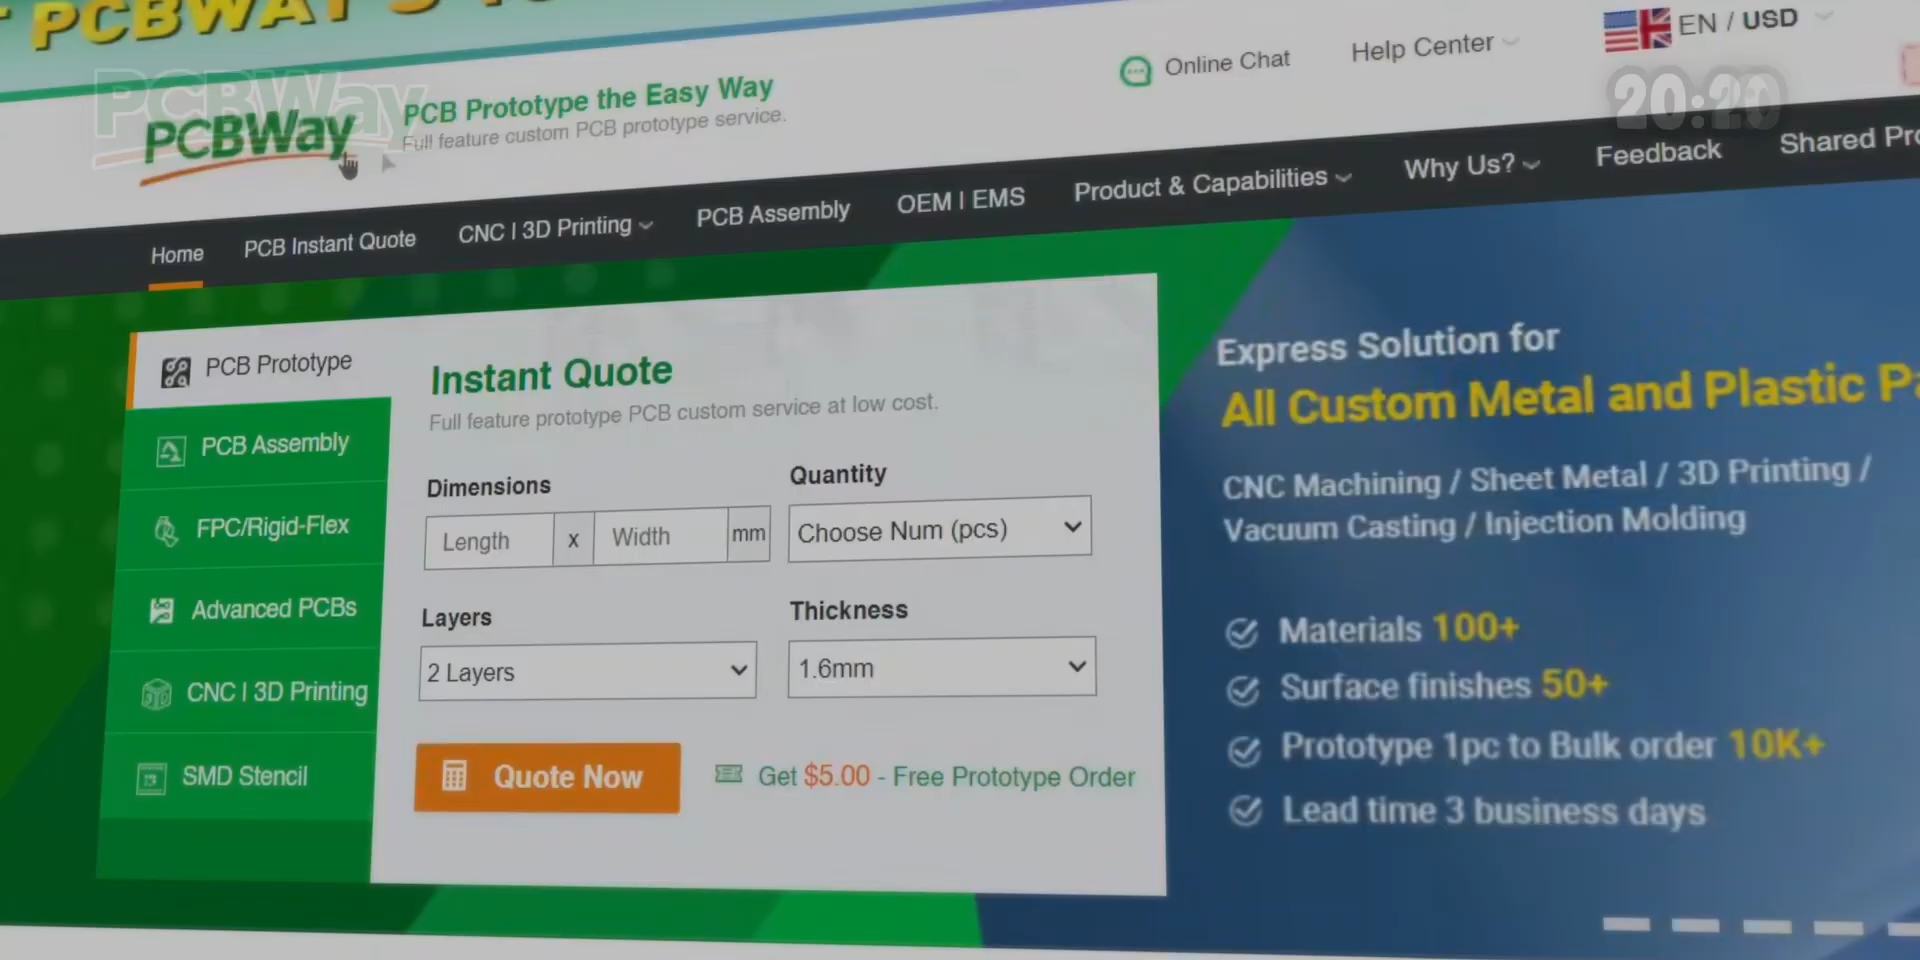 PCBWAY'S
PCBWay
PCBWay
PCB Prototype the Easy Way
Full feature custom PCB prototype service.
Online Chat
Help Center
EN / USD
20:20
Home
PCB Instant Quote
CNC | 3D Printing
PCB Assembly
OEM | EMS
Product & Capabilities
Why Us?
Feedback
Shared
PCB Prototype
PCB Assembly
FPC/Rigid-Flex
Advanced PCBs
CNC | 3D Printing
SMD Stencil
Instant Quote
Full feature prototype PCB custom service at low cost.
Dimensions
Length x Width mm
Quantity
Choose Num (pcs)
Layers
2 Layers
Thickness
1.6mm
Quote Now
Get $5.00 - Free Prototype Order
Express Solution for
All Custom Metal and Plastic
CNC Machining / Sheet Metal / 3D Printing /
Vacuum Casting / Injection Molding
Materials 100+
Surface finishes 50+
Prototype 1pc to Bulk order 10K+
Lead time 3 business days